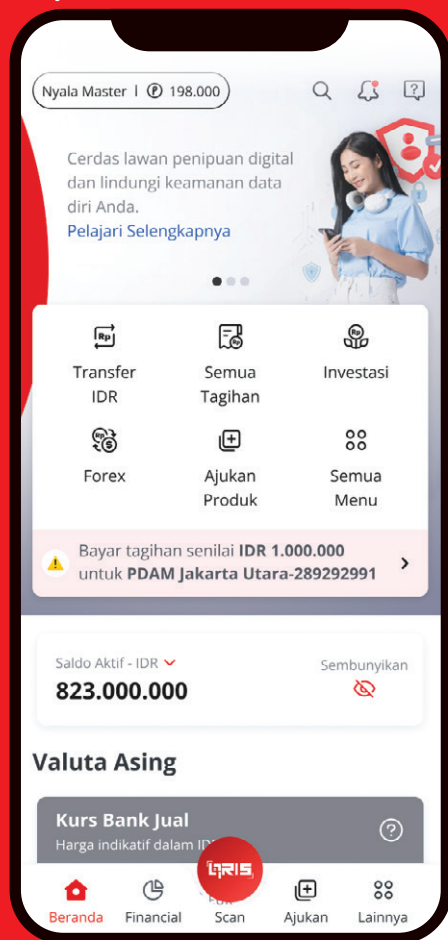 Nyala Master | 198.000
Cerdas lawan penipuan digital
dan lindungi keamanan data
diri Anda.
Pelajari Selengkapnya
Transfer
IDR
Semua
Tagihan
Investasi
Forex
Ajukan
Produk
Semua
Menu
Bayar tagihan senilai IDR 1.000.000
untuk PDAM Jakarta Utara-289292991
Saldo Aktif - IDR
Sembunyikan
823.000.000
Valuta Asing
Kurs Bank Jual
Harga indikatif dalam
QRIS
Beranda
Financial
Scan
Ajukan
Lainnya